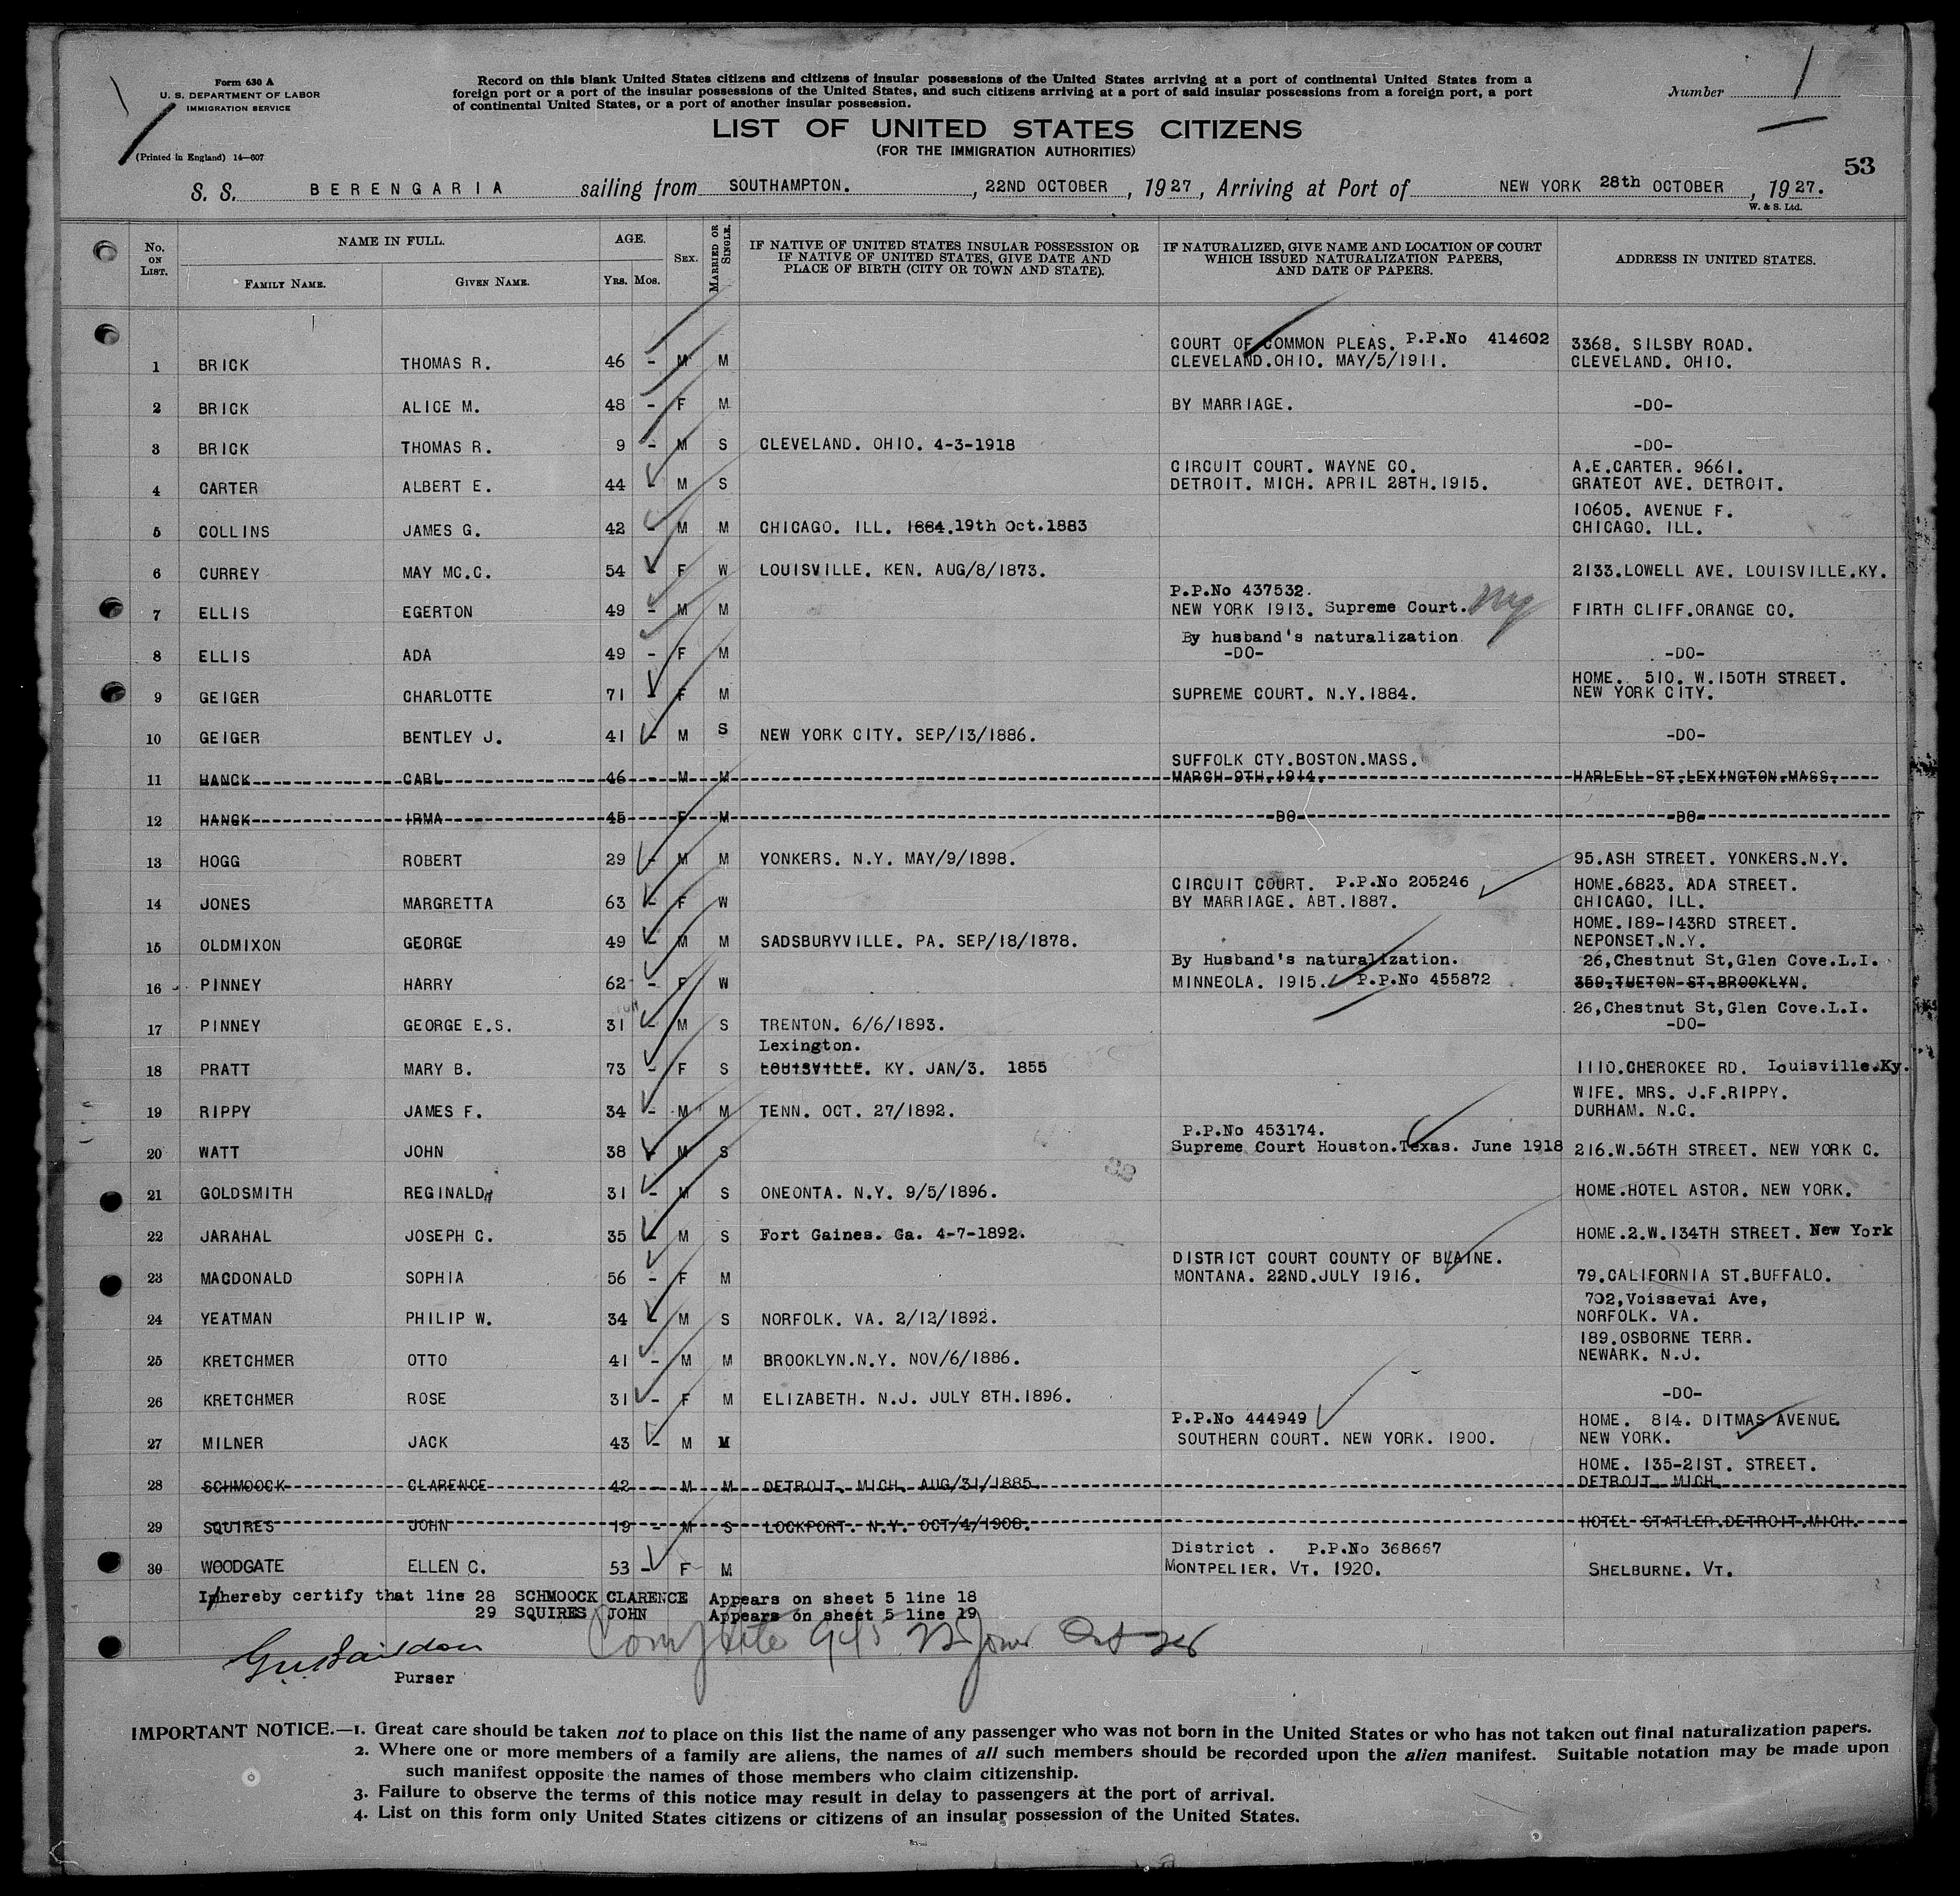 Form 630 A
U. S. DEPARTMENT OF LABOR
IMMIGRATION SERVICE
(Printed in England) 14—607
Record on this blank United States citizens and citizens of insular possessions of the United States arriving at a port of continental United States from a
foreign port or a port of the insular possessions of the United States, and such citizens arriving at a port of said insular possessions from a foreign port, a port
of continental United States, or a port of another insular possession.
Number 1
LIST OF UNITED STATES CITIZENS
(FOR THE IMMIGRATION AUTHORITIES)
53
S. S. BERENGARIA sailing from SOUTHAMPTON. , 22ND OCTOBER , 1927 , Arriving at Port of NEW YORK 28th OCTOBER , 1927.
W. & S. Ltd.
No. ON LIST. NAME IN FULL. AGE. SEX. MARRIED OR SINGLE. IF NATIVE OF UNITED STATES INSULAR POSSESSION OR IF NATIVE OF UNITED STATES, GIVE DATE AND PLACE OF BIRTH (CITY OR TOWN AND STATE). IF NATURALIZED, GIVE NAME AND LOCATION OF COURT WHICH ISSUED NATURALIZATION PAPERS, AND DATE OF PAPERS. ADDRESS IN UNITED STATES.
FAMILY NAME. GIVEN NAME. YRS. MOS.
COURT OF COMMON PLEAS. P.P.No 414602 3368. SILSBY ROAD.
1 BRICK THOMAS R. 46 - M M CLEVELAND.OHIO. MAY/5/1911. CLEVELAND. OHIO.
2 BRICK ALICE M. 48 - F M BY MARRIAGE. -DO-
3 BRICK THOMAS R. 9 - M S CLEVELAND. OHIO. 4-3-1918 -DO-
CIRCUIT COURT. WAYNE CO. A.E.CARTER. 9661.
4 CARTER ALBERT E. 44 - M S DETROIT. MICH. APRIL 28TH.1915. GRATEOT AVE. DETROIT.
10605. AVENUE F.
5 COLLINS JAMES G. 42 - M M CHICAGO. ILL. 1884.19th Oct.1883 CHICAGO. ILL.
6 CURREY MAY MC.C. 54 - F W LOUISVILLE. KEN. AUG/8/1873. 2133.LOWELL AVE. LOUISVILLE.KY.
P.P.No 437532.
7 ELLIS EGERTON 49 - M M NEW YORK 1913. Supreme Court. FIRTH CLIFF.ORANGE CO.
By husband's naturalization
8 ELLIS ADA 49 - F M -DO- -DO-
HOME. 510. W.150TH STREET.
9 GEIGER CHARLOTTE 71 - F M SUPREME COURT. N.Y.1884. NEW YORK CITY.
10 GEIGER BENTLEY J. 41 - M S NEW YORK CITY. SEP/13/1886. -DO-
SUFFOLK CTY.BOSTON.MASS.
11 HANCK CARL 46 - M M MARCH 9TH.1914. HARLELL ST.LEXINGTON.MASS.
12 HANCK IRMA 45 - F M -DO- -DO-
13 HOGG ROBERT 29 - M M YONKERS. N.Y. MAY/9/1898. 95.ASH STREET. YONKERS.N.Y.
CIRCUIT COURT. P.P.No 205246 HOME.6823. ADA STREET.
14 JONES MARGRETTA 63 - F W BY MARRIAGE. ABT.1887. CHICAGO. ILL.
HOME.189-143RD STREET.
15 OLDMIXON GEORGE 49 - M M SADSBURYVILLE. PA. SEP/18/1878. NEPONSET.N.Y.
By Husband's naturalization. 26,Chestnut St,Glen Cove.L.I.
16 PINNEY HARRY 62 - F W MINNEOLA. 1915. P.P.No 455872 359.TUFTON ST.BROOKLYN.
26,Chestnut St,Glen Cove.L.I.
17 PINNEY GEORGE E.S. 31 - M S TRENTON. 6/6/1893. -DO-
Lexington.
18 PRATT MARY B. 73 - F S LOUISVILLE. KY. JAN/3. 1855 1110.CHEROKEE RD. Louisville.Ky.
WIFE. MRS. J.F.RIPPY.
19 RIPPY JAMES F. 34 - M M TENN. OCT. 27/1892. DURHAM. N.C.
P.P.No 453174.
20 WATT JOHN 38 - M S Supreme Court Houston.Texas. June 1918 216.W.56TH STREET. NEW YORK C.
21 GOLDSMITH REGINALD 31 - M S ONEONTA. N.Y. 9/5/1896. HOME.HOTEL ASTOR. NEW YORK.
22 JARAHAL JOSEPH C. 35 - M S Fort Gaines. Ga. 4-7-1892. HOME.2.W.134TH STREET. New York
DISTRICT COURT COUNTY OF BLAINE.
23 MACDONALD SOPHIA 56 - F M MONTANA. 22ND.JULY 1916. 79.CALIFORNIA ST.BUFFALO.
702,Voissevai Ave,
24 YEATMAN PHILIP W. 34 - M S NORFOLK. VA. 2/12/1892. NORFOLK. VA.
189.OSBORNE TERR.
25 KRETCHMER OTTO 41 - M M BROOKLYN.N.Y. NOV/6/1886. NEWARK. N.J.
26 KRETCHMER ROSE 31 - F M ELIZABETH. N.J. JULY 8TH.1896. -DO-
P.P.No 444949 HOME. 814. DITMAS AVENUE
27 MILNER JACK 43 - M M SOUTHERN COURT. NEW YORK. 1900. NEW YORK.
HOME. 135-21ST. STREET.
28 SCHMOOCK CLARENCE 42 - M M DETROIT. MICH. AUG/31/1885. DETROIT. MICH.
29 SQUIRES JOHN 19 - M S LOCKPORT. N.Y. OCT/4/1908. HOTEL STATLER.DETROIT.MICH.
District . P.P.No 368667
30 WOODGATE ELLEN C. 53 - F M MONTPELIER. VT. 1920. SHELBURNE. VT.
I hereby certify that line 28 SCHMOOCK CLARENCE Appears on sheet 5 line 18
29 SQUIRES JOHN Appears on sheet 5 line 19
Purser
IMPORTANT NOTICE.—1. Great care should be taken not to place on this list the name of any passenger who was not born in the United States or who has not taken out final naturalization papers.
2. Where one or more members of a family are aliens, the names of all such members should be recorded upon the alien manifest. Suitable notation may be made upon
such manifest opposite the names of those members who claim citizenship.
3. Failure to observe the terms of this notice may result in delay to passengers at the port of arrival.
4. List on this form only United States citizens or citizens of an insular possession of the United States.